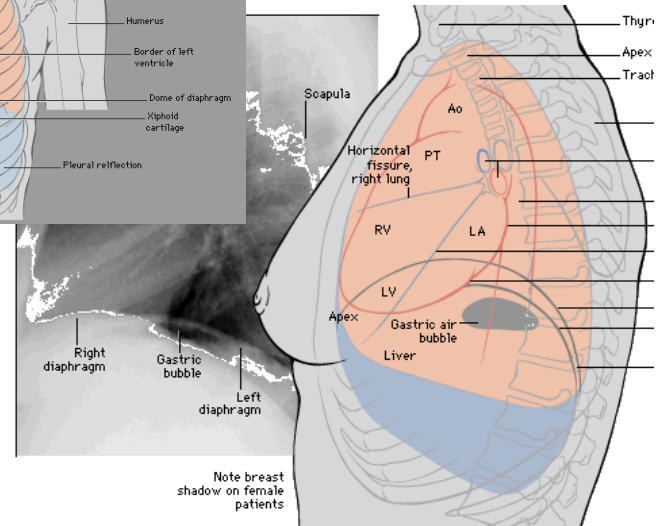 Humerus
Border of left
ventricle
Dome of diaphragm
Xiphoid
cartilage
Pleural relflection
Scapula
Right
diaphragm
Gastric
bubble
Left
diaphragm
Note breast
shadow on female
patients
Horizontal
fissure,
right lung
Ao
PT
RV
LA
LV
Apex
Gastric air
bubble
Liver
Apex